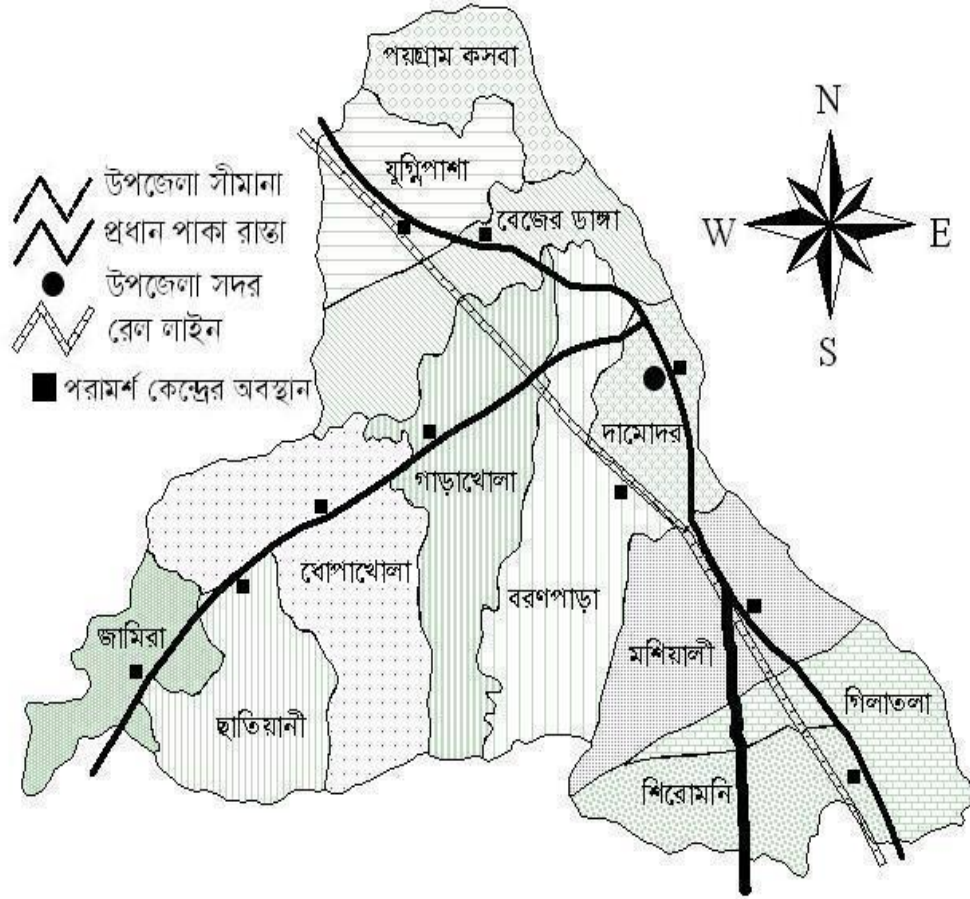 পয়গ্রাম কসবা
N
যুগ্নিপাশা
উপজেলা সীমানা
বেজের ডাঙ্গা
W
E
প্রধান পাকা রাস্তা
উপজেলা সদর
রেল লাইন
S
পরামর্শ কেন্দ্রের অবস্থান
দামোদর
গাড়াখোলা
ধোপাখোলা
বরণপাড়া
জামিরা
মশিয়ালী
গিলাতলা
ছাতিয়ানী
শিরোমনি